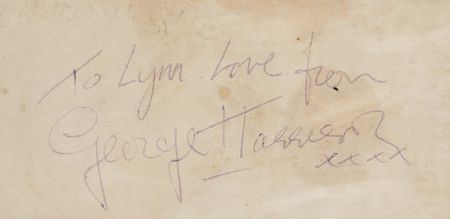 To Lynn Love from
George Harrison
xxxx